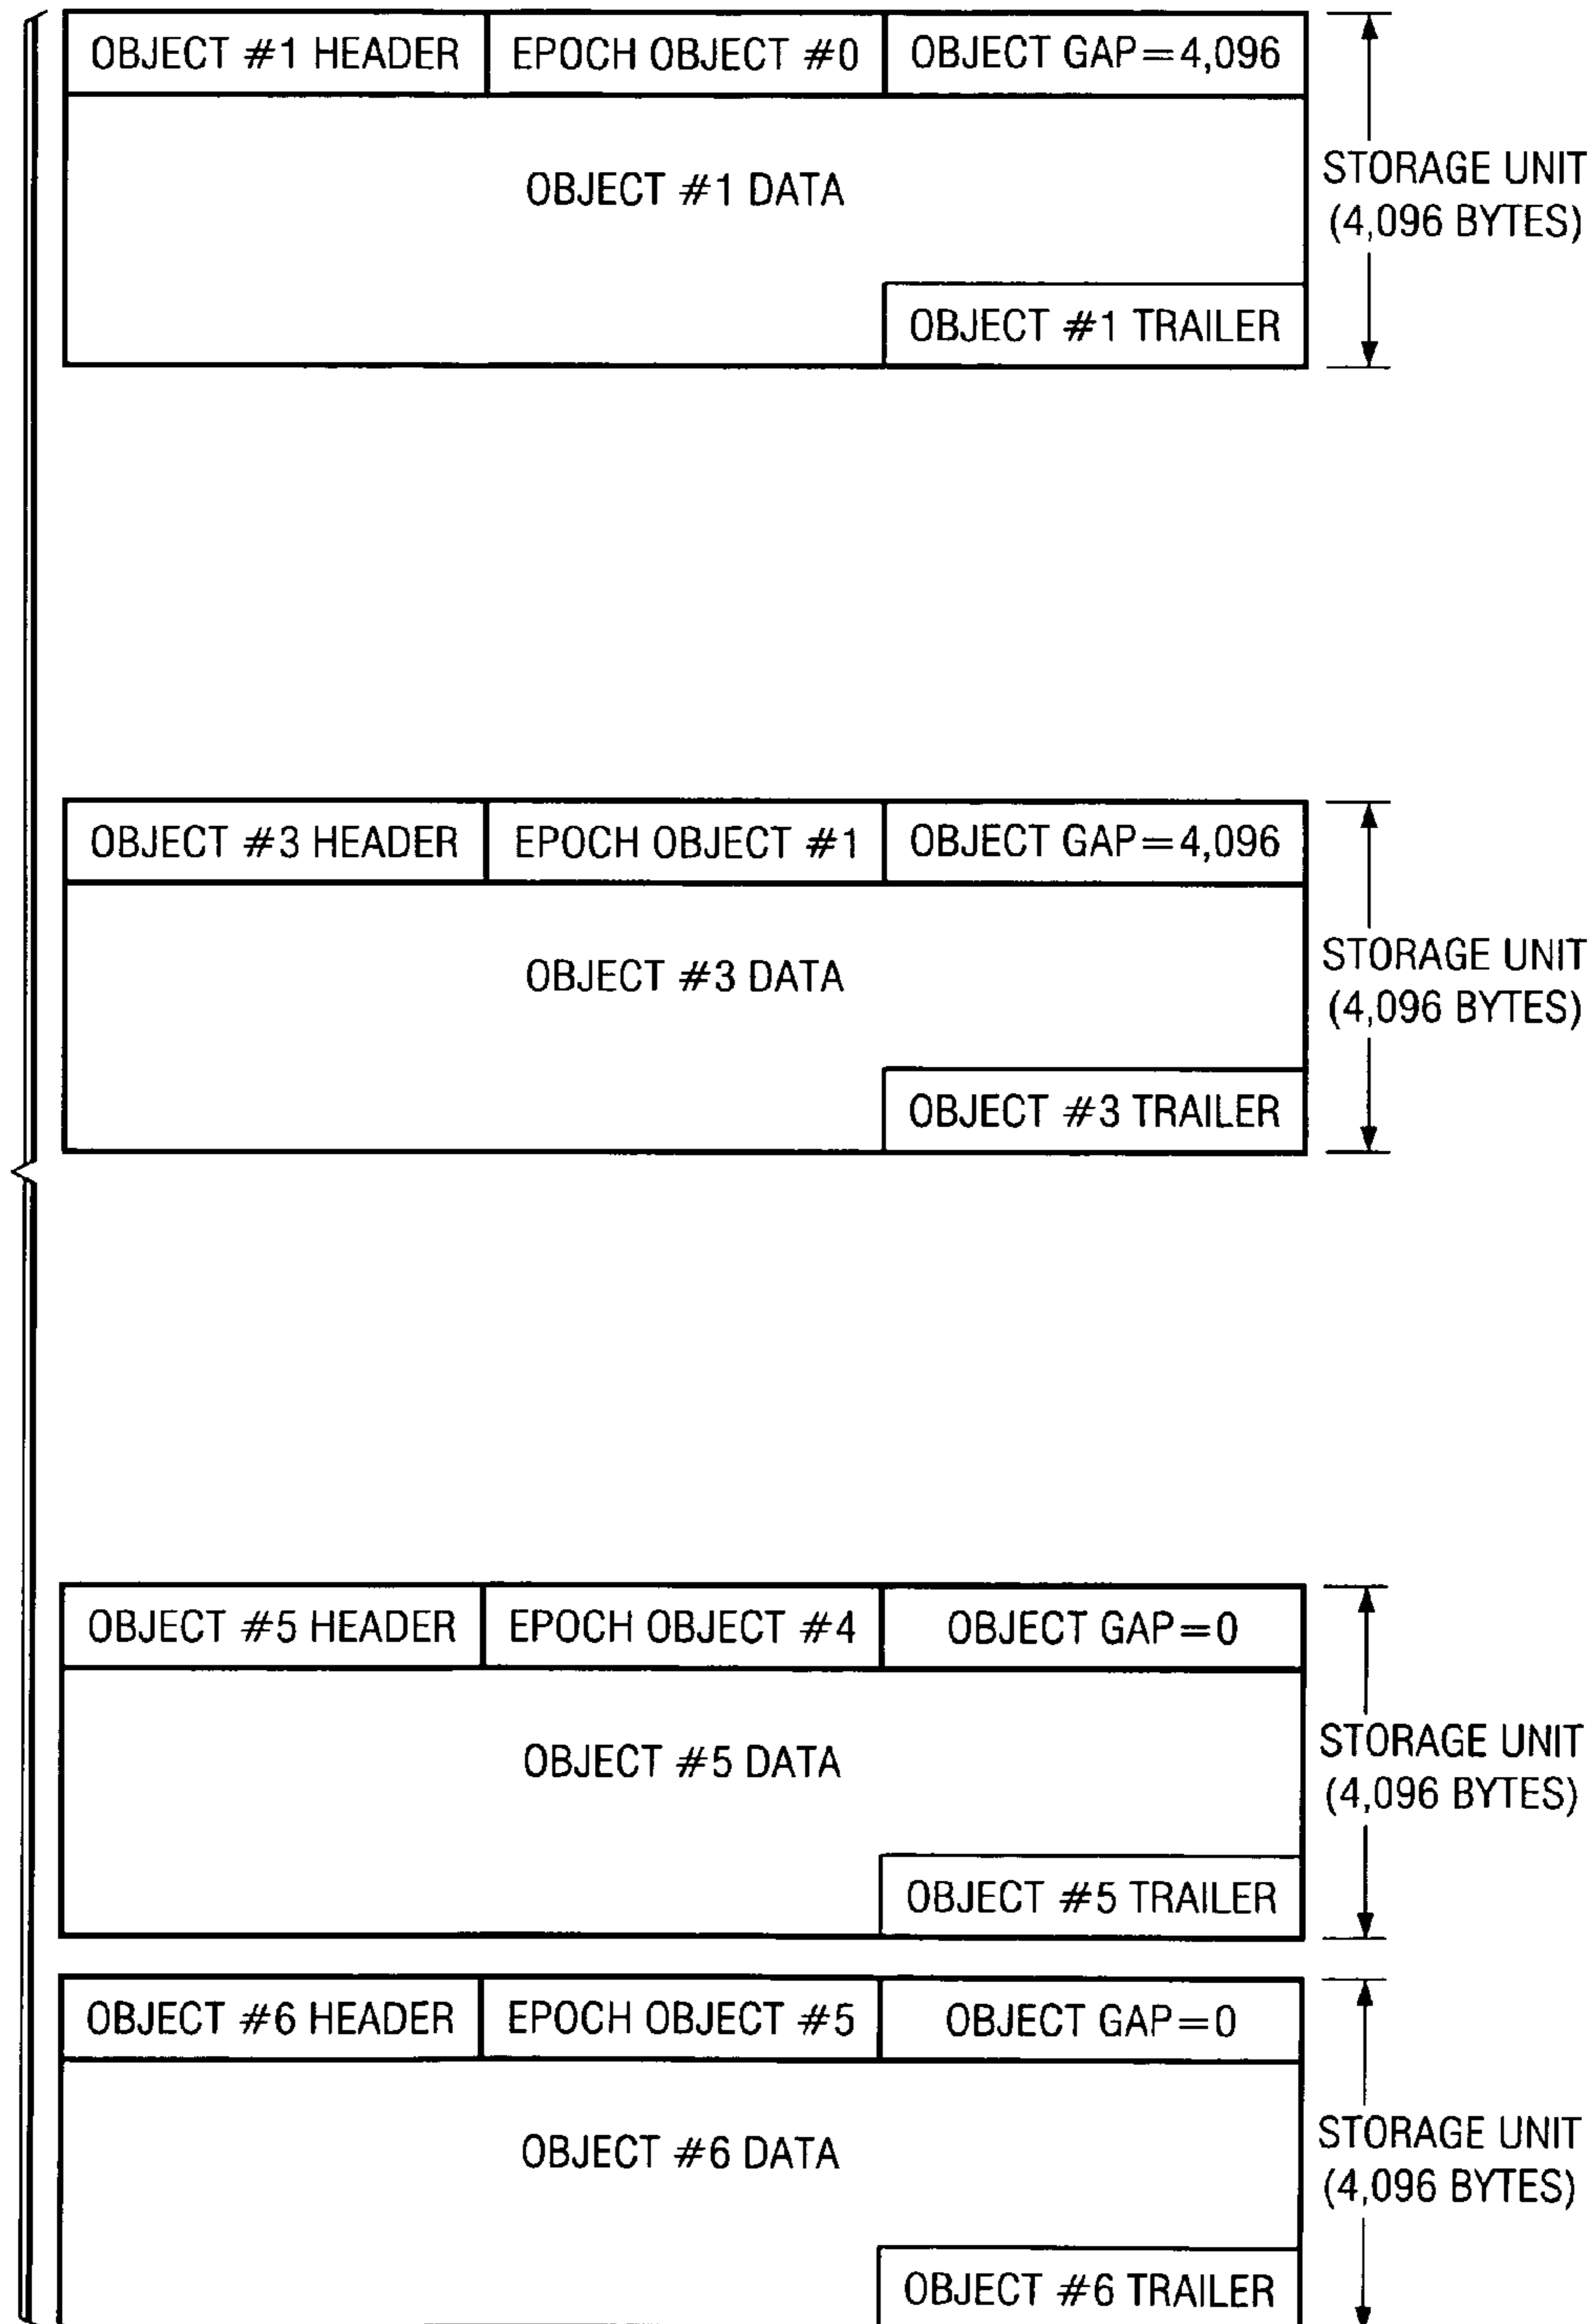 OBJECT #1 HEADER EPOCH OBJECT #0 OBJECT GAP=4,096
OBJECT #1 DATA
STORAGE UNIT
(4,096 BYTES)
OBJECT #1 TRAILER
OBJECT #3 HEADER EPOCH OBJECT #1 OBJECT GAP=4,096
OBJECT #3 DATA
STORAGE UNIT
(4,096 BYTES)
OBJECT #3 TRAILER
OBJECT #5 HEADER EPOCH OBJECT #4 OBJECT GAP=0
OBJECT #5 DATA
STORAGE UNIT
(4,096 BYTES)
OBJECT #5 TRAILER
OBJECT #6 HEADER EPOCH OBJECT #5 OBJECT GAP=0
OBJECT #6 DATA
STORAGE UNIT
(4,096 BYTES)
OBJECT #6 TRAILER